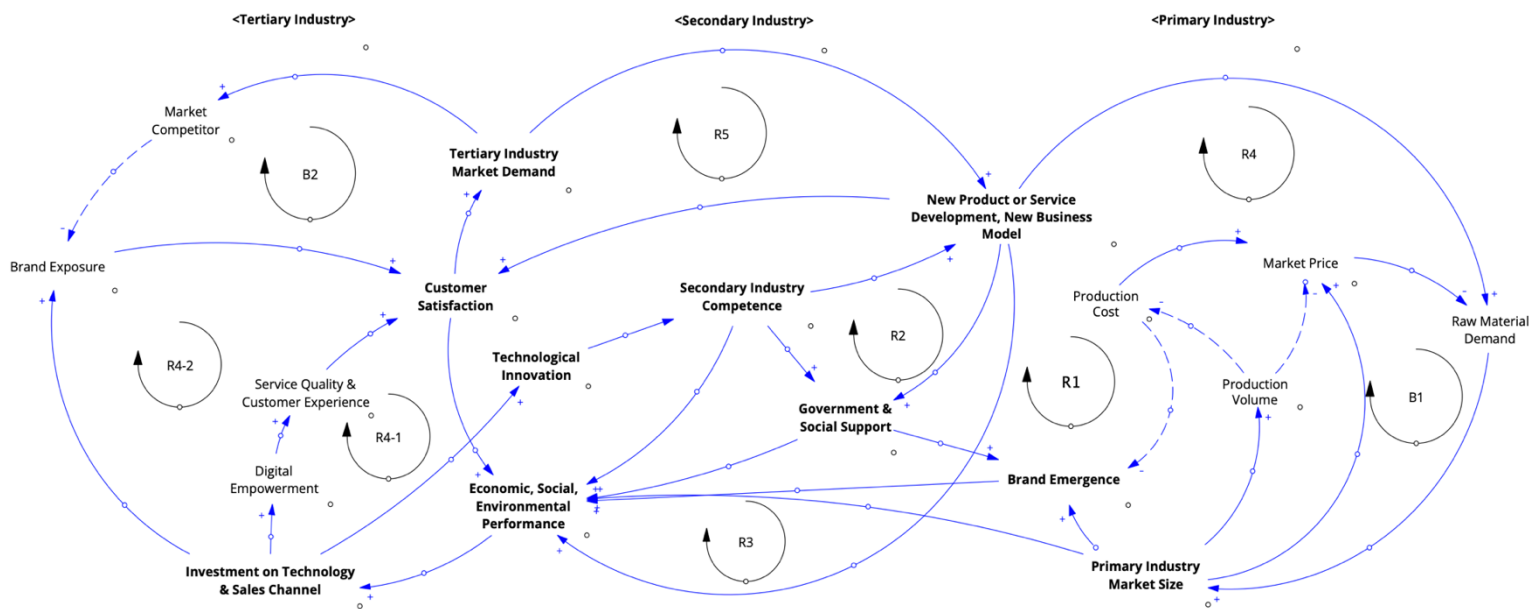 <Tertiary Industry>
<Secondary Industry>
<Primary Industry>
Market
Competitor
B2
Tertiary Industry
Market Demand
R5
R4
New Product or Service
Development, New Business
Model
Brand Exposure
Customer
Satisfaction
Secondary Industry
Competence
Production
Cost
Market Price
Raw Material
Demand
R4-2
Technological
Innovation
R2
R1
Service Quality &
Customer Experience
R4-1
Government &
Social Support
Production
Volume
B1
Digital
Empowerment
Economic, Social,
Environmental
Performance
Brand Emergence
R3
Investment on Technology
& Sales Channel
Primary Industry
Market Size